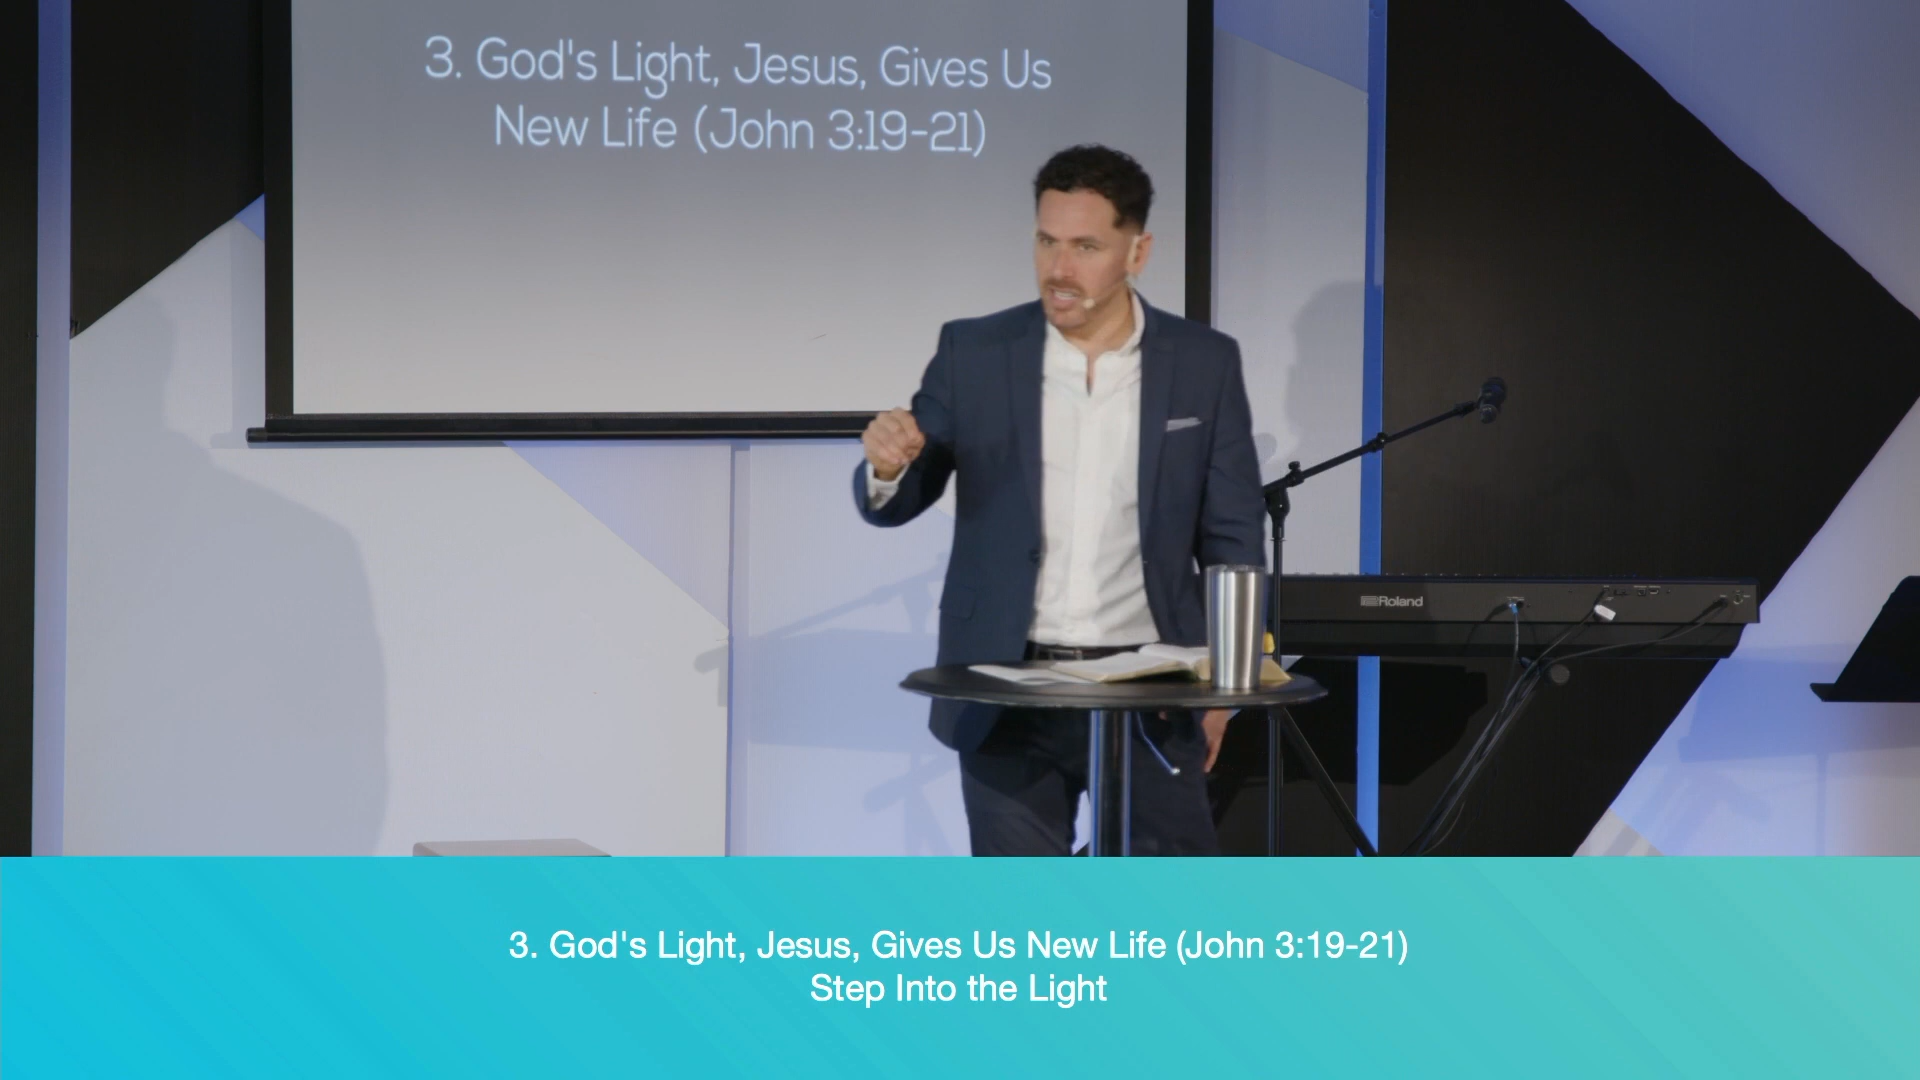 3. God's Light, Jesus, Gives Us
New Life (John 3:19-21)
Roland
3. God's Light, Jesus, Gives Us New Life (John 3:19-21)
Step Into the Light